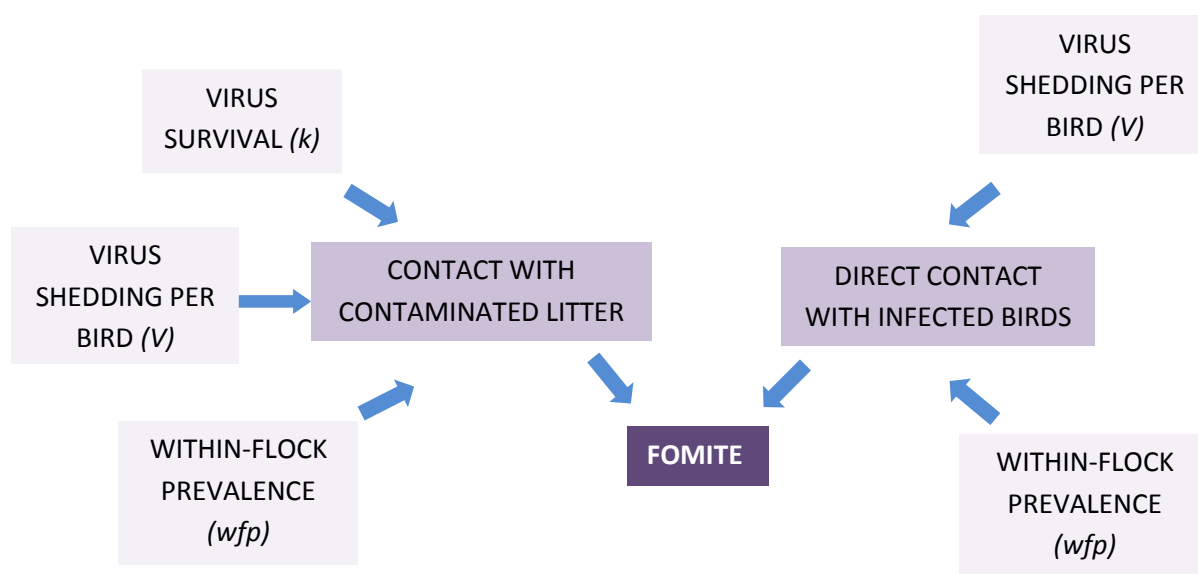 VIRUS
SURVIVAL (k)
VIRUS
SHEDDING PER
BIRD (V)
WITHIN-FLOCK
PREVALENCE
(wfp)
CONTACT WITH
CONTAMINATED LITTER
VIRUS
SHEDDING PER
BIRD (V)
DIRECT CONTACT
WITH INFECTED BIRDS
WITHIN-FLOCK
PREVALENCE
(wfp)
FOMITE